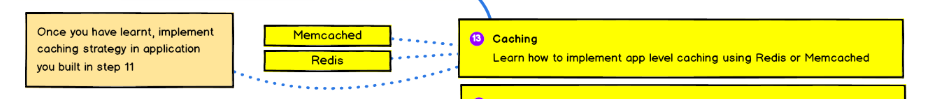 Once you have learnt, implement
caching strategy in application
you built in step 11
Memcached
Redis
13 Caching
Learn how to implement app level caching using Redis or Memcached